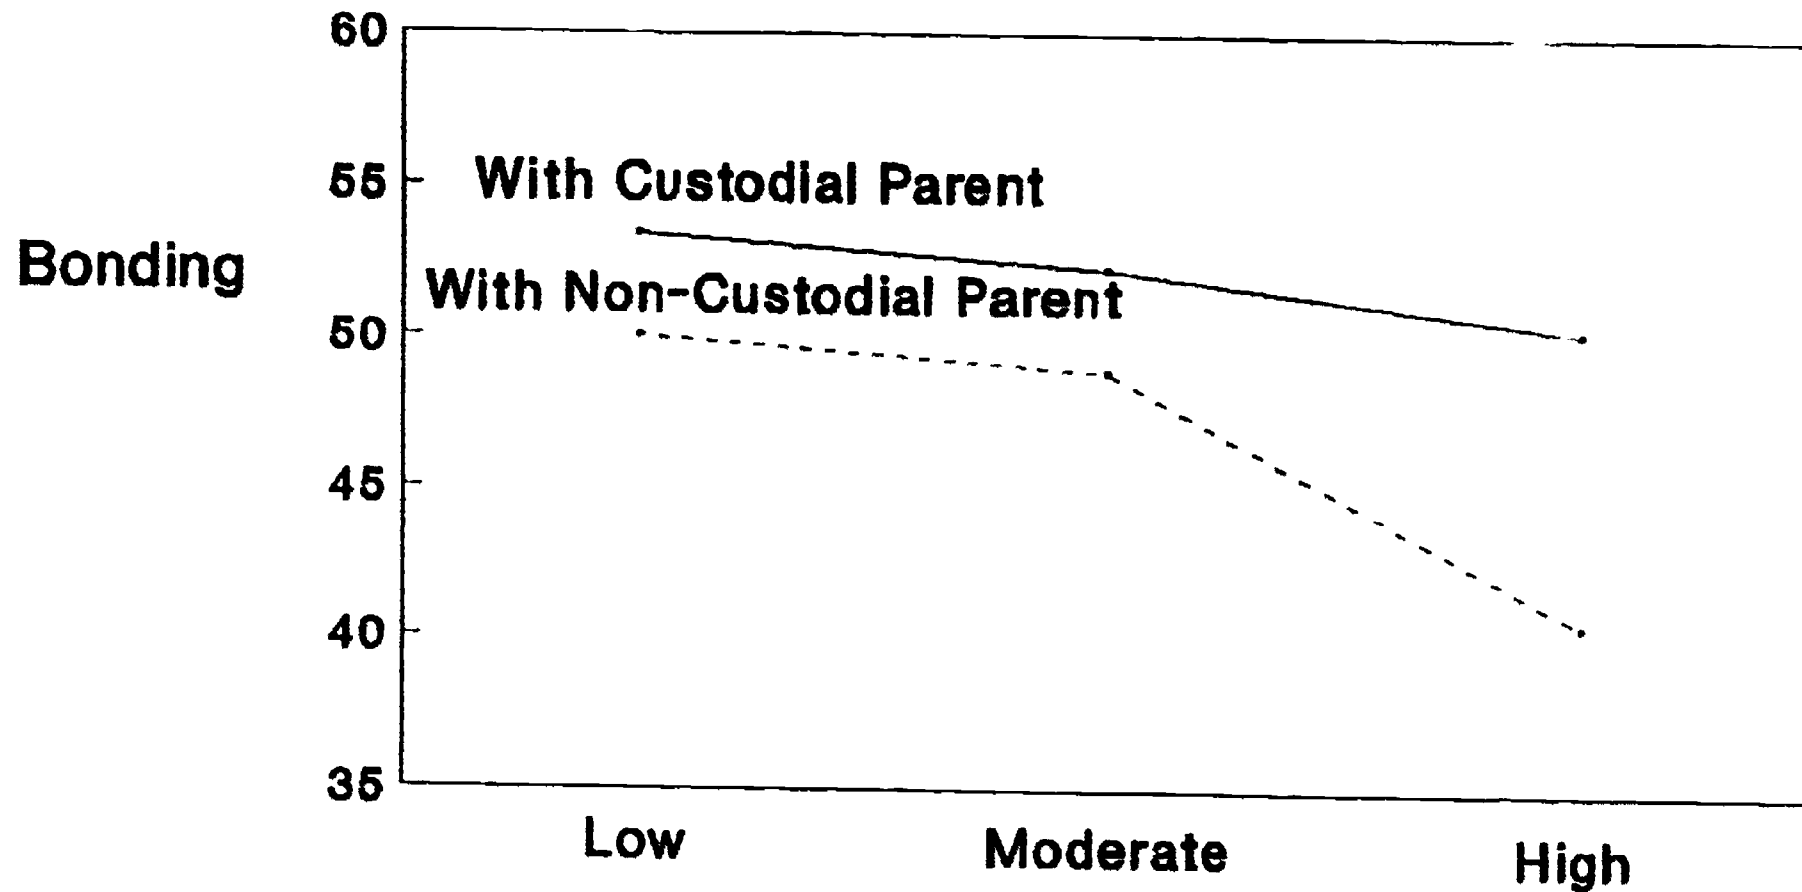 60
55
With Custodial Parent
Bonding
With Non-Custodial Parent
50
45
40
35
Low Moderate High